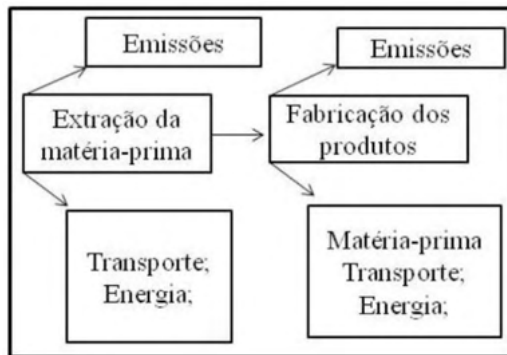 Emissões
Emissões
Extração da
matéria-prima
Fabricação dos
produtos
Transporte;
Energia;
Matéria-prima
Transporte;
Energia;